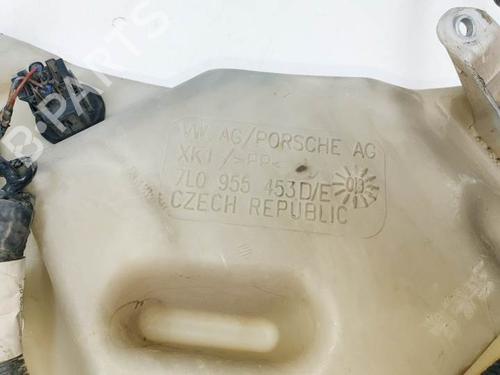 VW AG/PORSCHE AG
XK1 />PP<
7L0 955 453D/E
CZECH REPUBLIC
B-PARTS